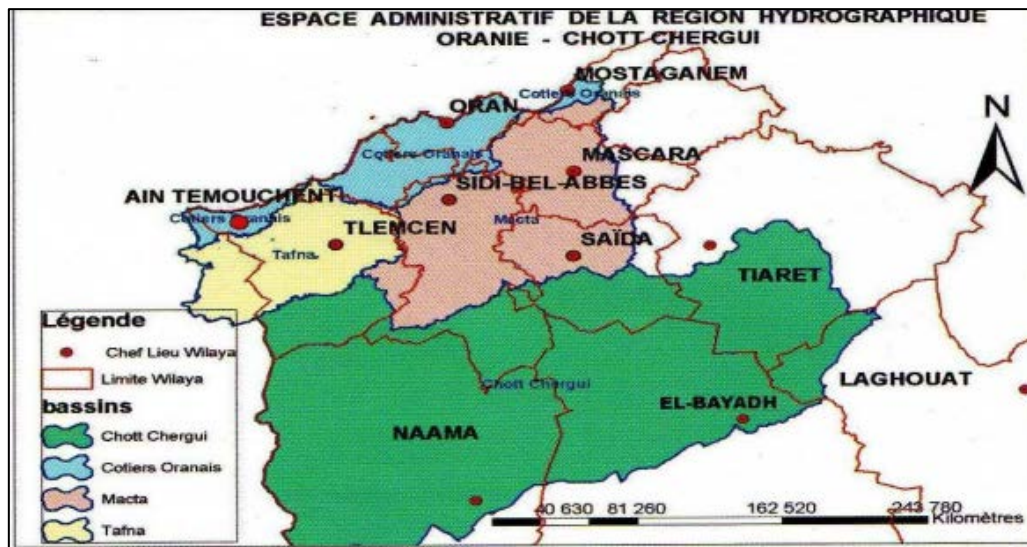 ESPACE ADMINISTRATIF DE LA REGION HYDROGRAPHIQUE
ORANIE - CHOTT CHERGUI
MOSTAGANEM
Cotiers Oranais
ORAN
N
Cotiers Oranais
MASCARA
SIDI-BEL-ABBES
AIN TEMOUCHENT
Cotiers Oranais
Macta
TLEMCEN
SAÏDA
Tafna
TIARET
Légende
Chef Lieu Wilaya
Limite Wilaya
LAGHOUAT
Chott Chergui
bassins
EL-BAYADH
Chott Chergui
NAAMA
Cotiers Oranais
Macta
40 630 81 260 162 520 243 780
Kilomètres
Tafna